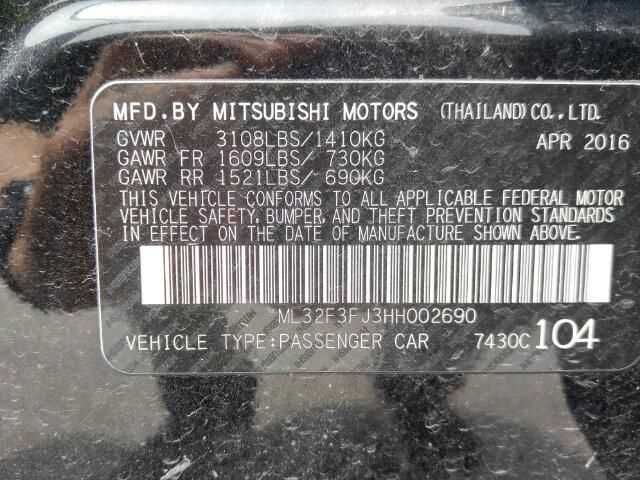 MFD.BY MITSUBISHI MOTORS (THAILAND)CO.,LTD.
GVWR 3108LBS/1410KG APR 2016
GAWR FR 1609LBS/ 730KG
GAWR RR 1521LBS/ 690KG
THIS VEHICLE CONFORMS TO ALL APPLICABLE FEDERAL MOTOR
VEHICLE SAFETY, BUMPER, AND THEFT PREVENTION STANDARDS
IN EFFECT ON THE DATE OF MANUFACTURE SHOWN ABOVE.
ML32F3FJ3HH002690
VEHICLE TYPE:PASSENGER CAR 7430C 104